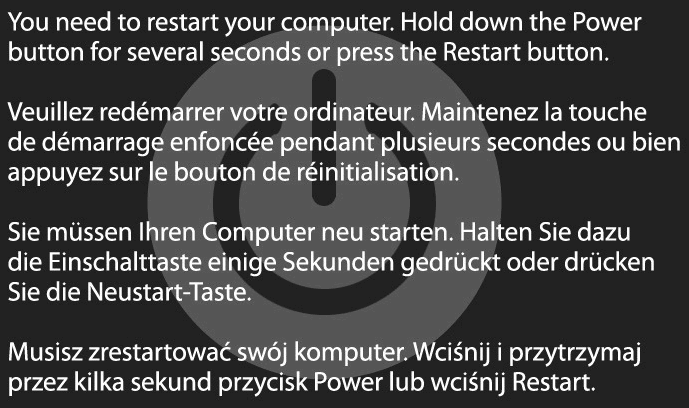 You need to restart your computer. Hold down the Power
button for several seconds or press the Restart button.
Veuillez redémarrer votre ordinateur. Maintenez la touche
de démarrage enfoncée pendant plusieurs secondes ou bien
appuyez sur le bouton de réinitialisation.
Sie müssen Ihren Computer neu starten. Halten Sie dazu
die Einschalttaste einige Sekunden gedrückt oder drücken
Sie die Neustart-Taste.
Musisz zrestartować swój komputer. Wciśnij i przytrzymaj
przez kilka sekund przycisk Power lub wciśnij Restart.